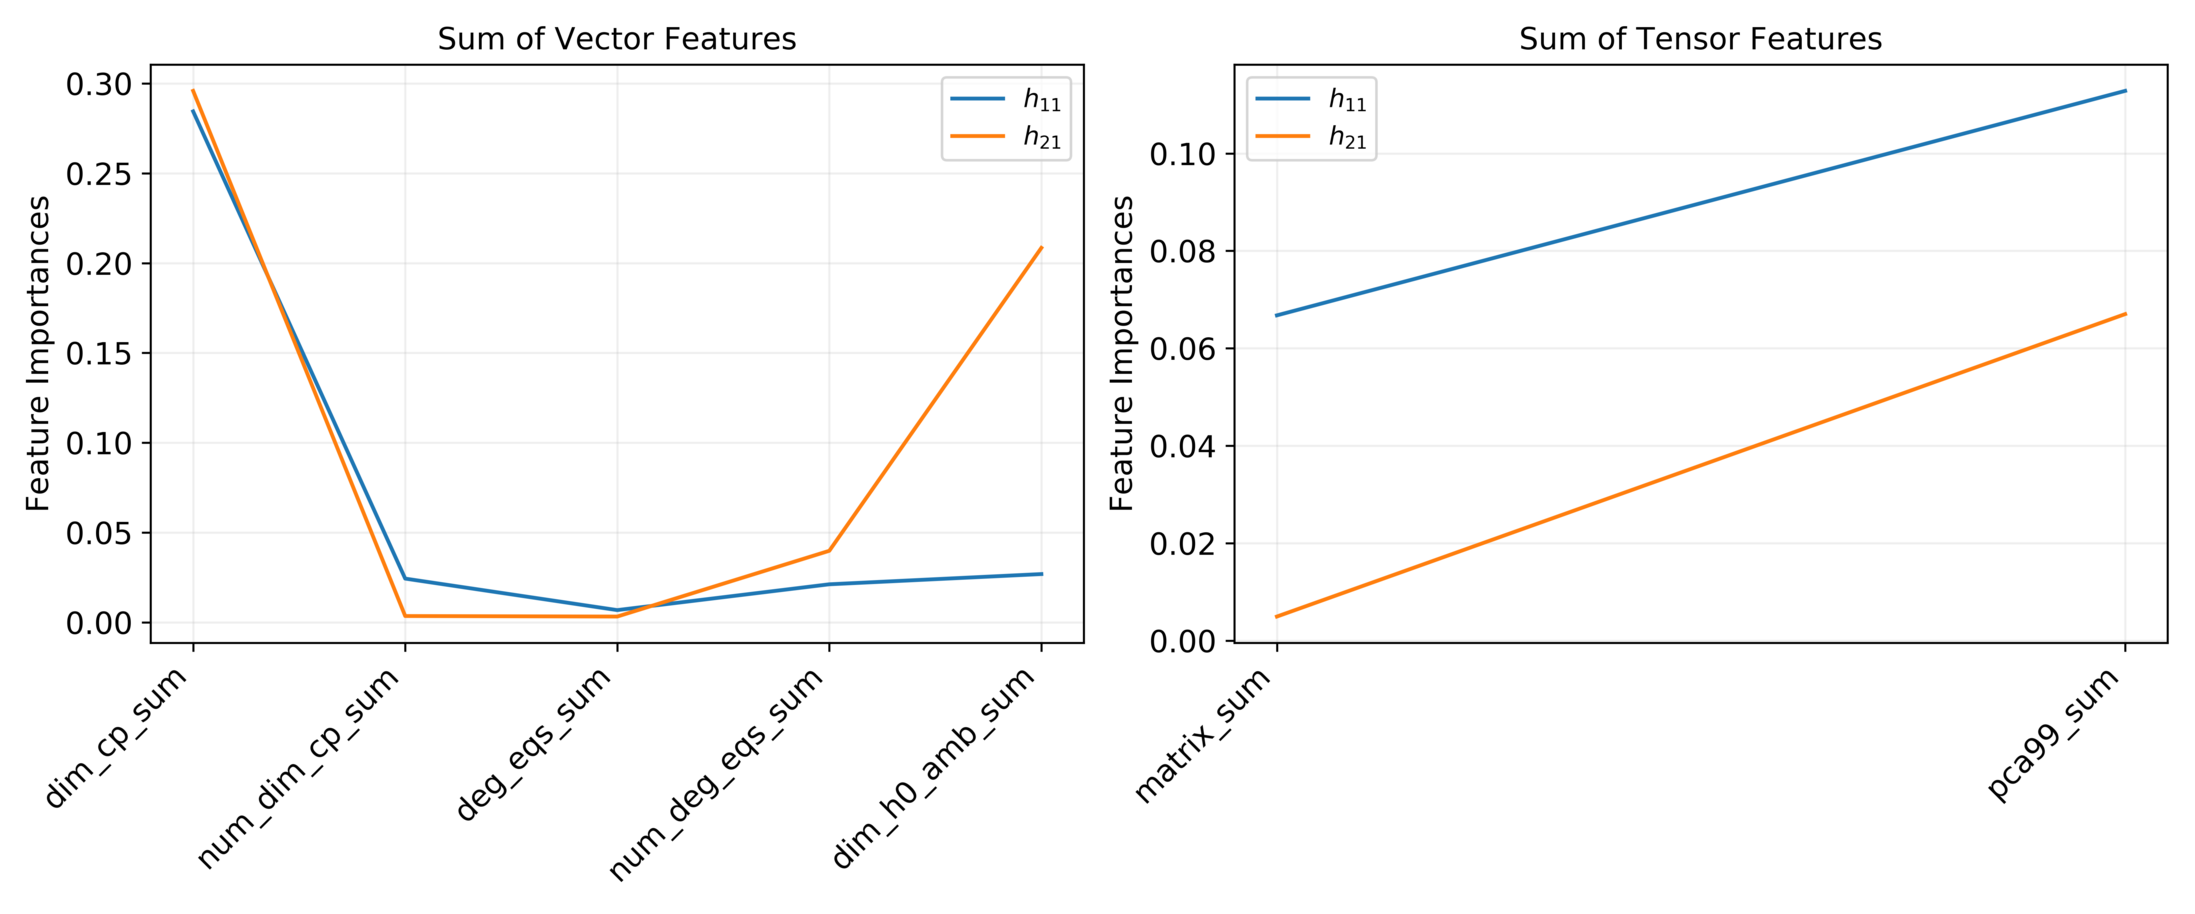 Sum of Vector Features
Feature Importances
0.30
0.25
0.20
0.15
0.10
0.05
0.00
h11
h21
dim_cp_sum
num_dim_cp_sum
deg_eqs_sum
num_deg_eqs_sum
dim_h0_amb_sum
Sum of Tensor Features
Feature Importances
0.10
0.08
0.06
0.04
0.02
0.00
h11
h21
matrix_sum
pca99_sum